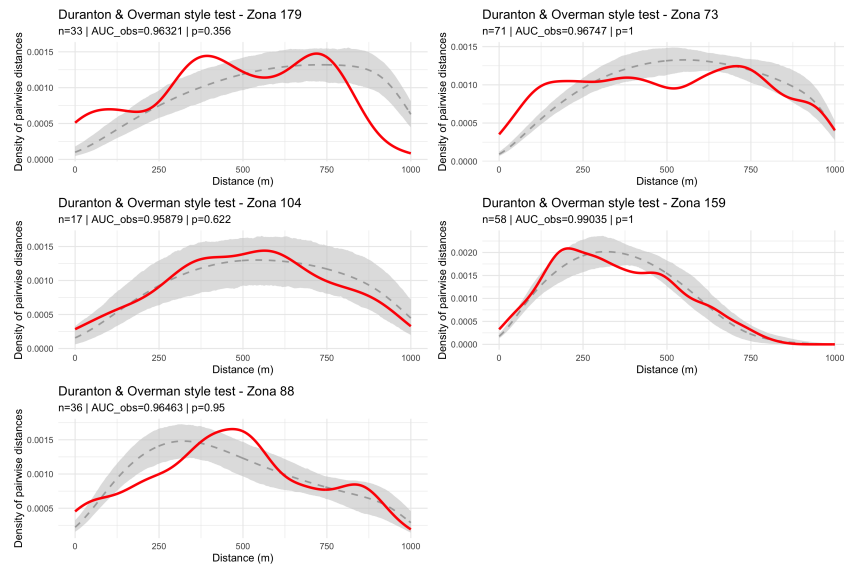 Duranton & Overman style test - Zona 179
n=33 | AUC_obs=0.96321 | p=0.356
Density of pairwise distances
0.0015
0.0010
0.0005
0.0000
0 250 500 750 1000
Distance (m)
Duranton & Overman style test - Zona 73
n=71 | AUC_obs=0.96747 | p=1
Density of pairwise distances
0.0015
0.0010
0.0005
0.0000
0 250 500 750 1000
Distance (m)
Duranton & Overman style test - Zona 104
n=17 | AUC_obs=0.95879 | p=0.622
Density of pairwise distances
0.0015
0.0010
0.0005
0.0000
0 250 500 750 1000
Distance (m)
Duranton & Overman style test - Zona 159
n=58 | AUC_obs=0.99035 | p=1
Density of pairwise distances
0.0020
0.0015
0.0010
0.0005
0.0000
0 250 500 750 1000
Distance (m)
Duranton & Overman style test - Zona 88
n=36 | AUC_obs=0.96463 | p=0.95
Density of pairwise distances
0.0015
0.0010
0.0005
0 250 500 750 1000
Distance (m)